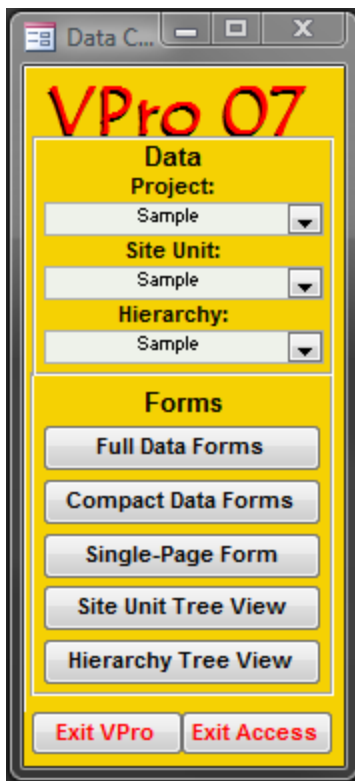 Data C...
VPro 07
Data
Project:
Sample
Site Unit:
Sample
Hierarchy:
Sample
Forms
Full Data Forms
Compact Data Forms
Single-Page Form
Site Unit Tree View
Hierarchy Tree View
Exit VPro Exit Access